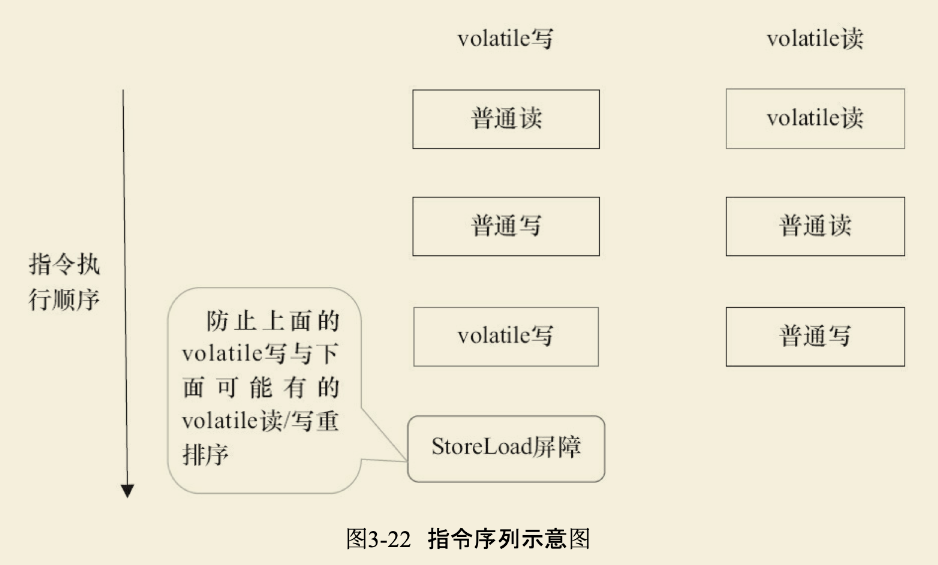 volatile写
volatile读
普通读
volatile读
普通写
普通读
指令执
行顺序
防止上面的
volatile写与下
面可能有的
volatile读/写重
排序
volatile写
普通写
StoreLoad屏障
图3-22 指令序列示意图